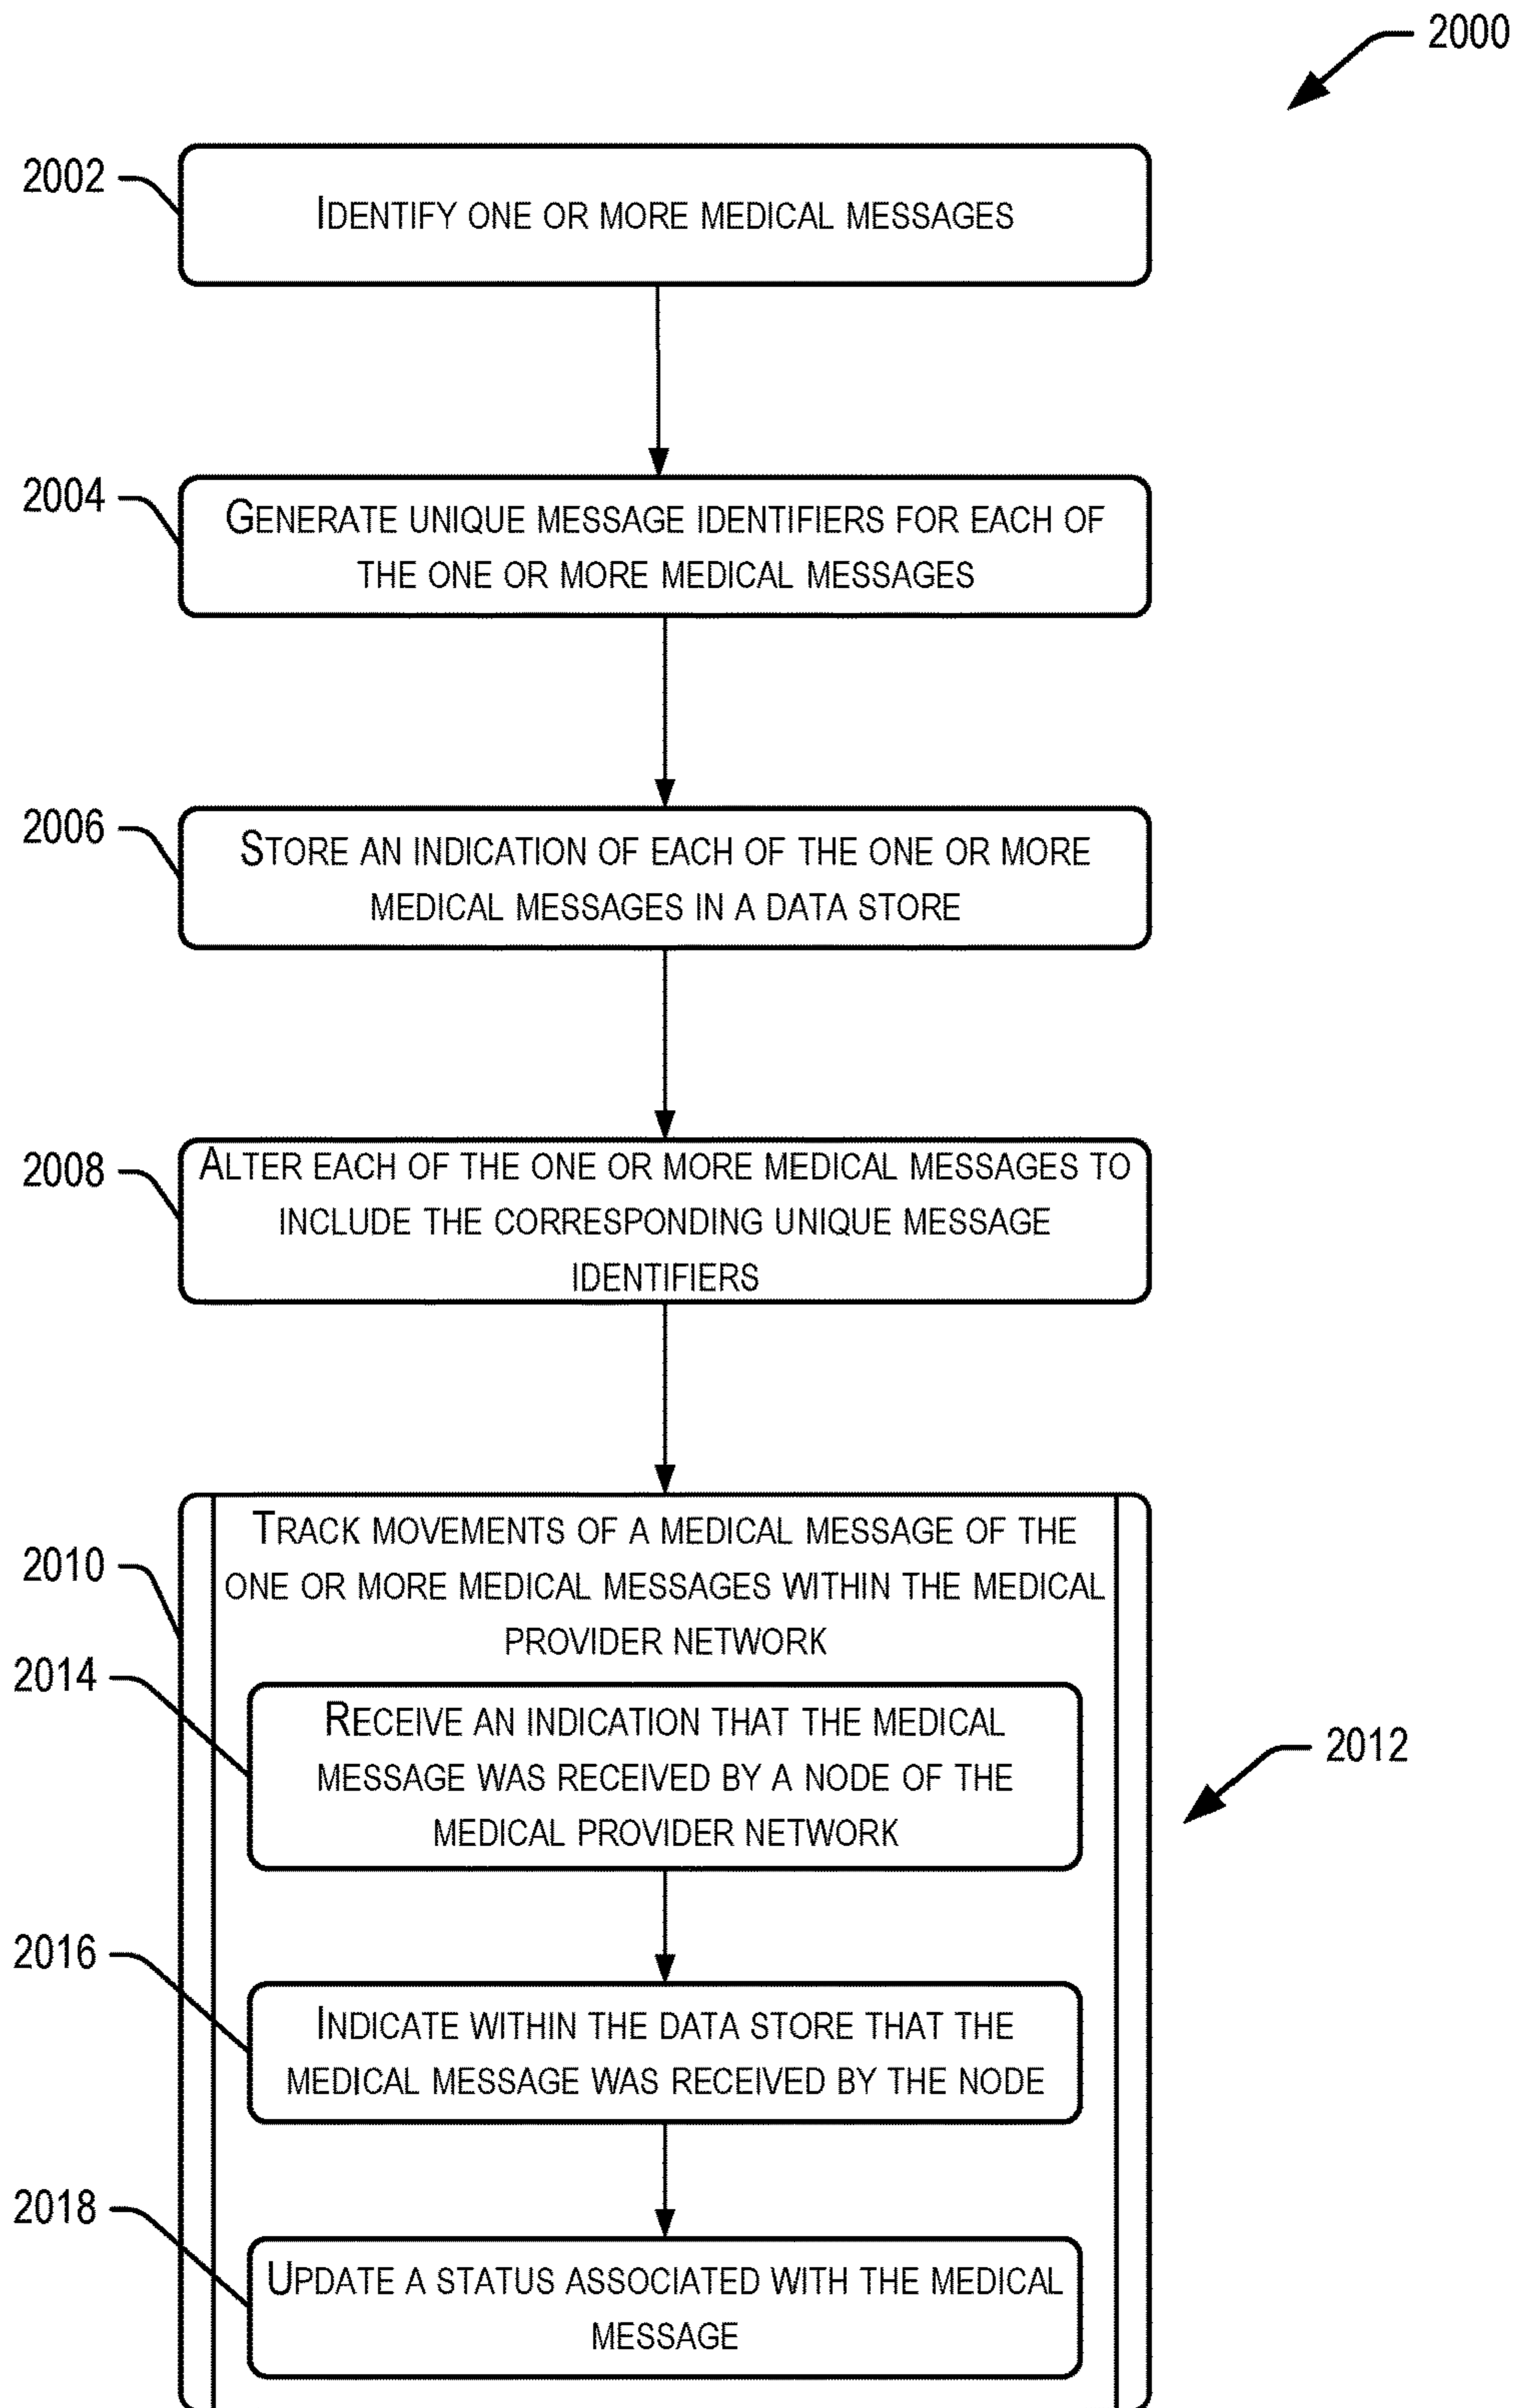 2000
2002
IDENTIFY ONE OR MORE MEDICAL MESSAGES
2004
GENERATE UNIQUE MESSAGE IDENTIFIERS FOR EACH OF
THE ONE OR MORE MEDICAL MESSAGES
2006
STORE AN INDICATION OF EACH OF THE ONE OR MORE
MEDICAL MESSAGES IN A DATA STORE
2008
ALTER EACH OF THE ONE OR MORE MEDICAL MESSAGES TO
INCLUDE THE CORRESPONDING UNIQUE MESSAGE
IDENTIFIERS
2010
TRACK MOVEMENTS OF A MEDICAL MESSAGE OF THE
ONE OR MORE MEDICAL MESSAGES WITHIN THE MEDICAL
PROVIDER NETWORK
2012
2014
RECEIVE AN INDICATION THAT THE MEDICAL
MESSAGE WAS RECEIVED BY A NODE OF THE
MEDICAL PROVIDER NETWORK
2016
INDICATE WITHIN THE DATA STORE THAT THE
MEDICAL MESSAGE WAS RECEIVED BY THE NODE
2018
UPDATE A STATUS ASSOCIATED WITH THE MEDICAL
MESSAGE